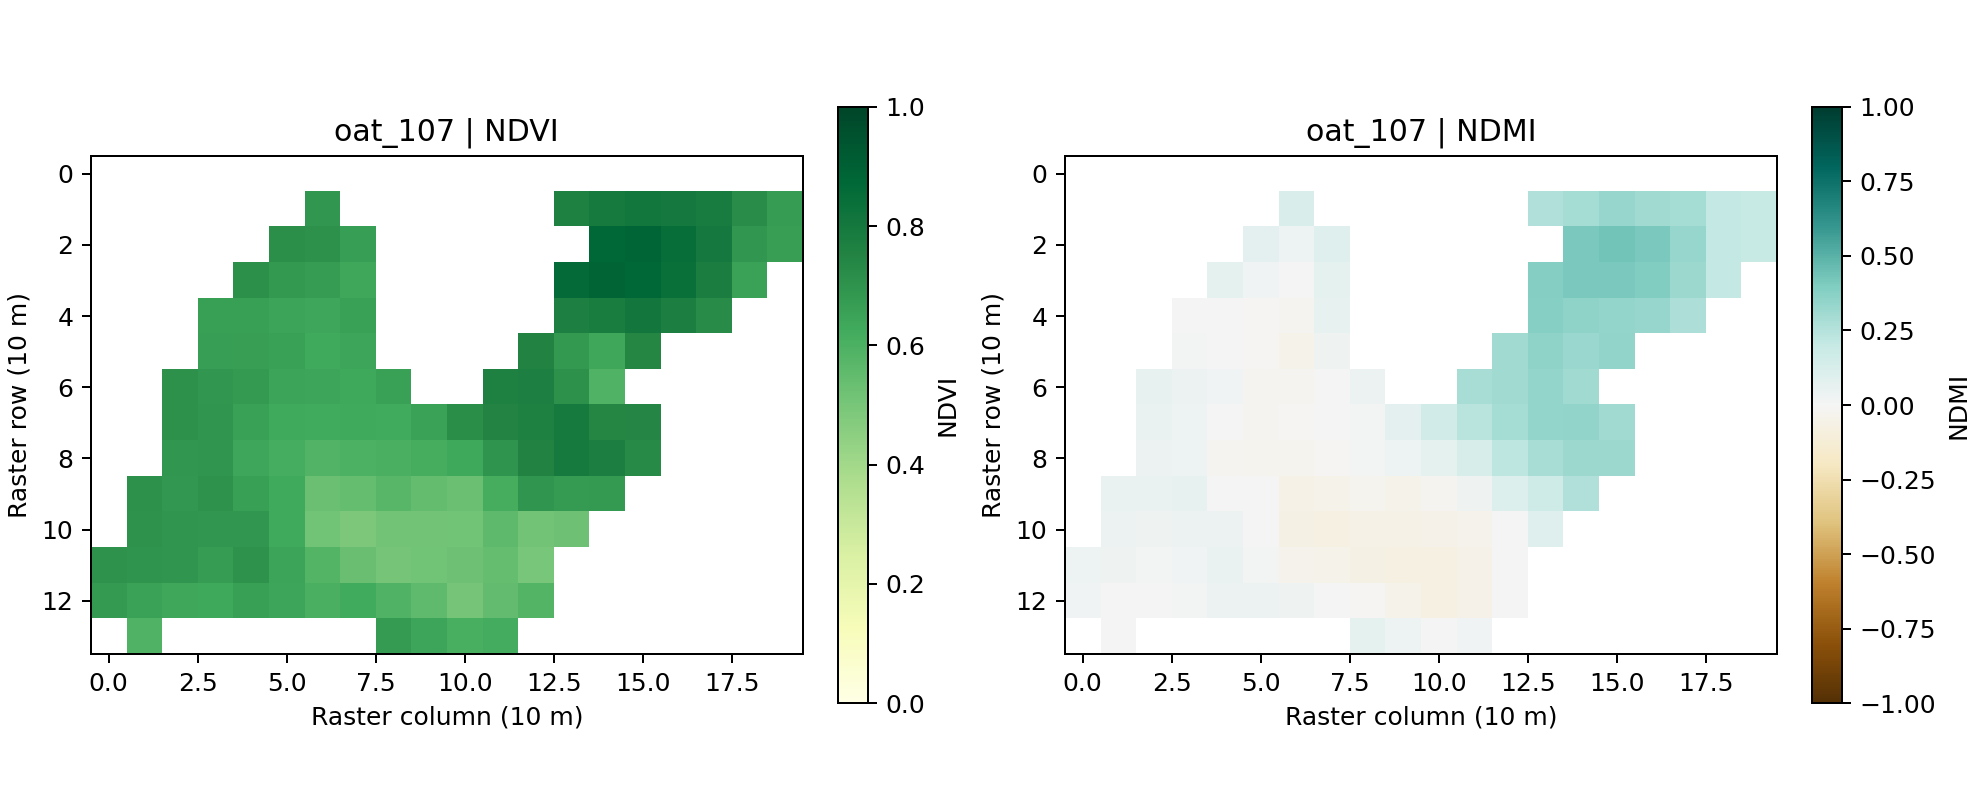 oat_107 | NDVI
0
2
4
6
8
10
12
Raster row (10 m)
0.0 2.5 5.0 7.5 10.0 12.5 15.0 17.5
Raster column (10 m)
1.0
0.8
0.6
0.4
0.2
0.0
NDVI
oat_107 | NDMI
0
2
4
6
8
10
12
Raster row (10 m)
0.0 2.5 5.0 7.5 10.0 12.5 15.0 17.5
Raster column (10 m)
1.00
0.75
0.50
0.25
0.00
−0.25
−0.50
−0.75
−1.00
NDMI